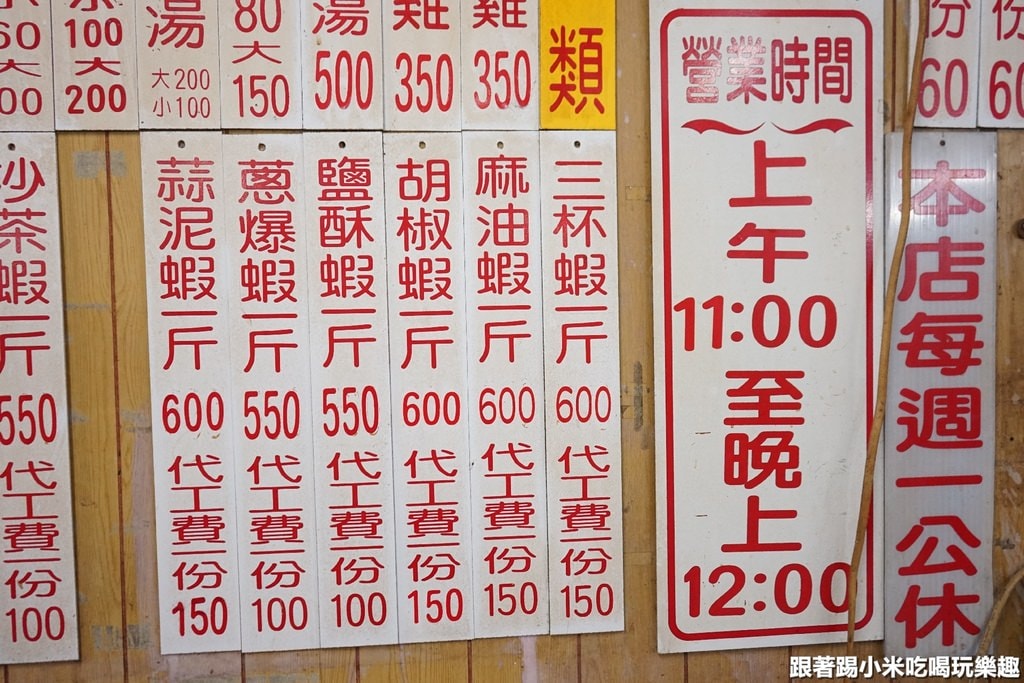 60
大
00
100
大
200
湯
大200
小100
80
大
150
湯
500
雞
350
雞
350
類
份
60
份
60
沙茶蝦一斤
550
代工費一份
100
蒜泥蝦一斤
600
代工費一份
150
蔥爆蝦一斤
550
代工費一份
100
鹽酥蝦一斤
550
代工費一份
100
胡椒蝦一斤
600
代工費一份
150
麻油蝦一斤
600
代工費一份
150
三杯蝦一斤
600
代工費一份
150
營業時間
上午
11:00
至晚上
12:00
本店每週一公休
跟著踢小米吃喝玩樂趣